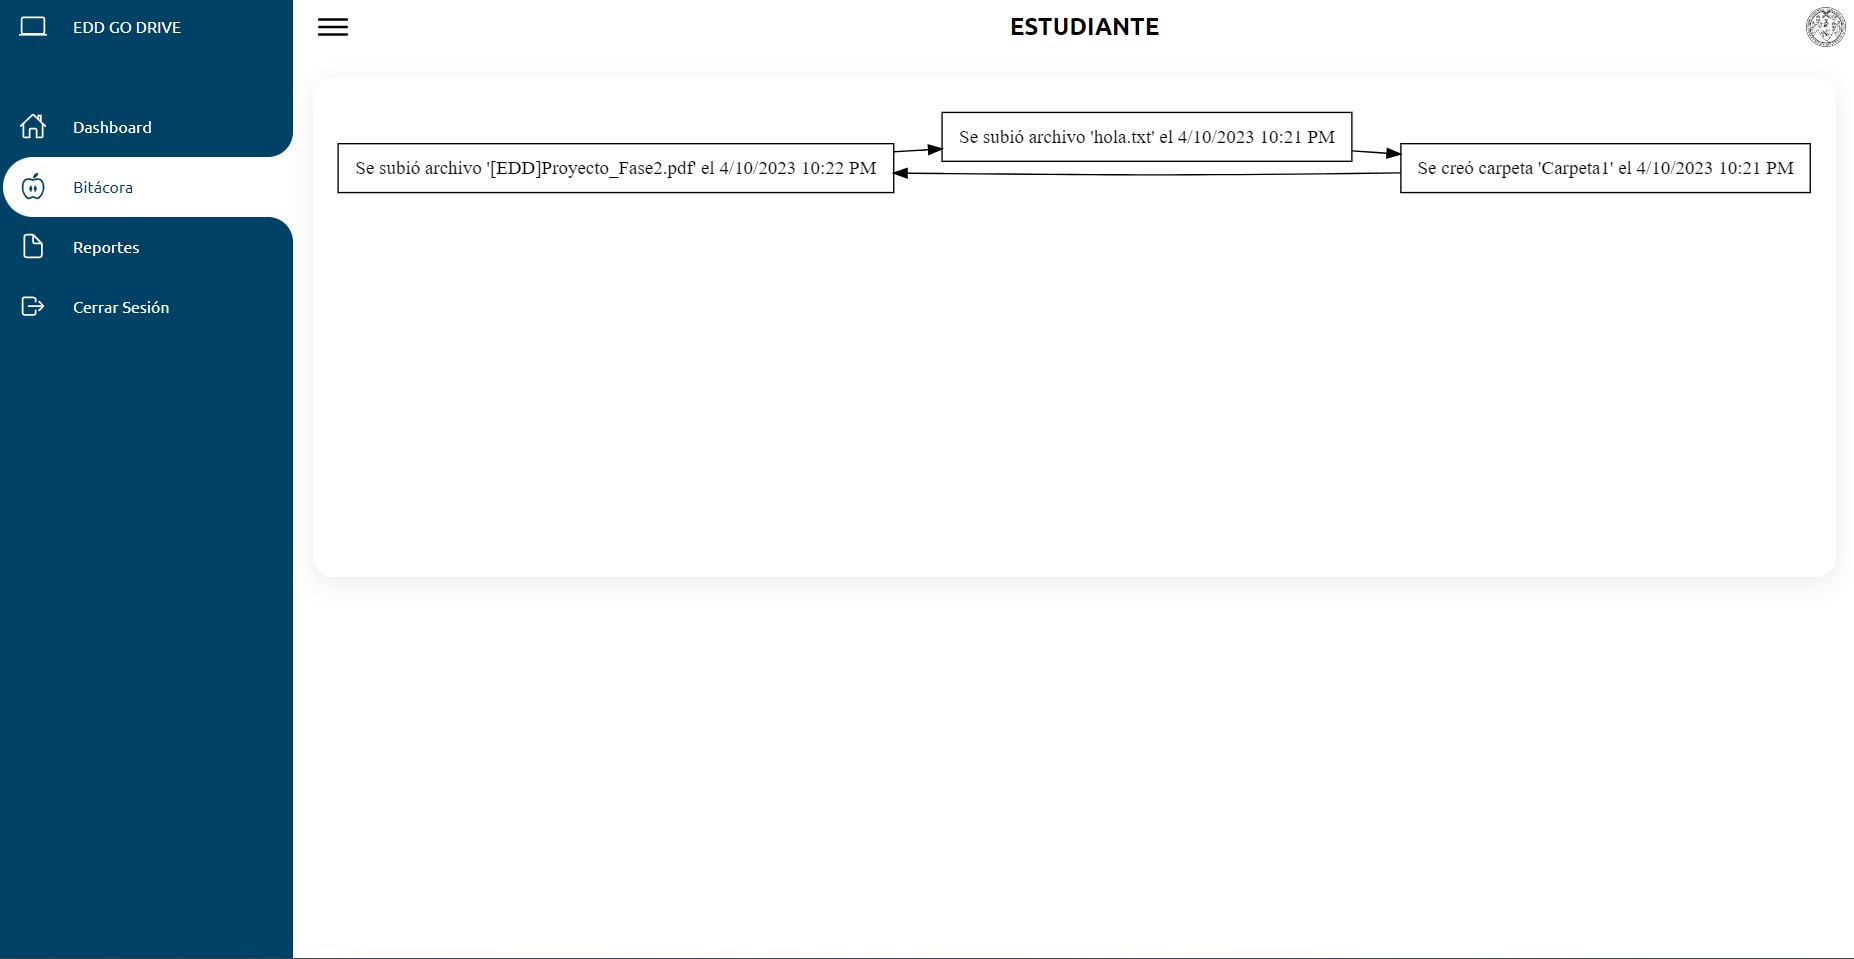 EDD GO DRIVE
Dashboard
Bitácora
Reportes
Cerrar Sesión
ESTUDIANTE
Se subió archivo '[EDD]Proyecto_Fase2.pdf' el 4/10/2023 10:22 PM
Se subió archivo 'hola.txt' el 4/10/2023 10:21 PM
Se creó carpeta 'Carpeta1' el 4/10/2023 10:21 PM